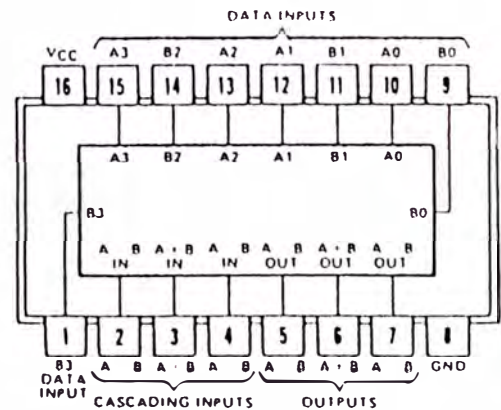 DATA INPUTS
VCC A3 B2 A2 A1 B1 A0 B0
16 15 14 13 12 11 10 9
A3 B2 A2 A1 B1 A0
B3 B0
A B A B A B A B A B A B
IN IN IN OUT OUT OUT
1 2 3 4 5 6 7 8
B3 A B A B A B A B A B A B GND
DATA
INPUT
CASCADING INPUTS OUTPUTS